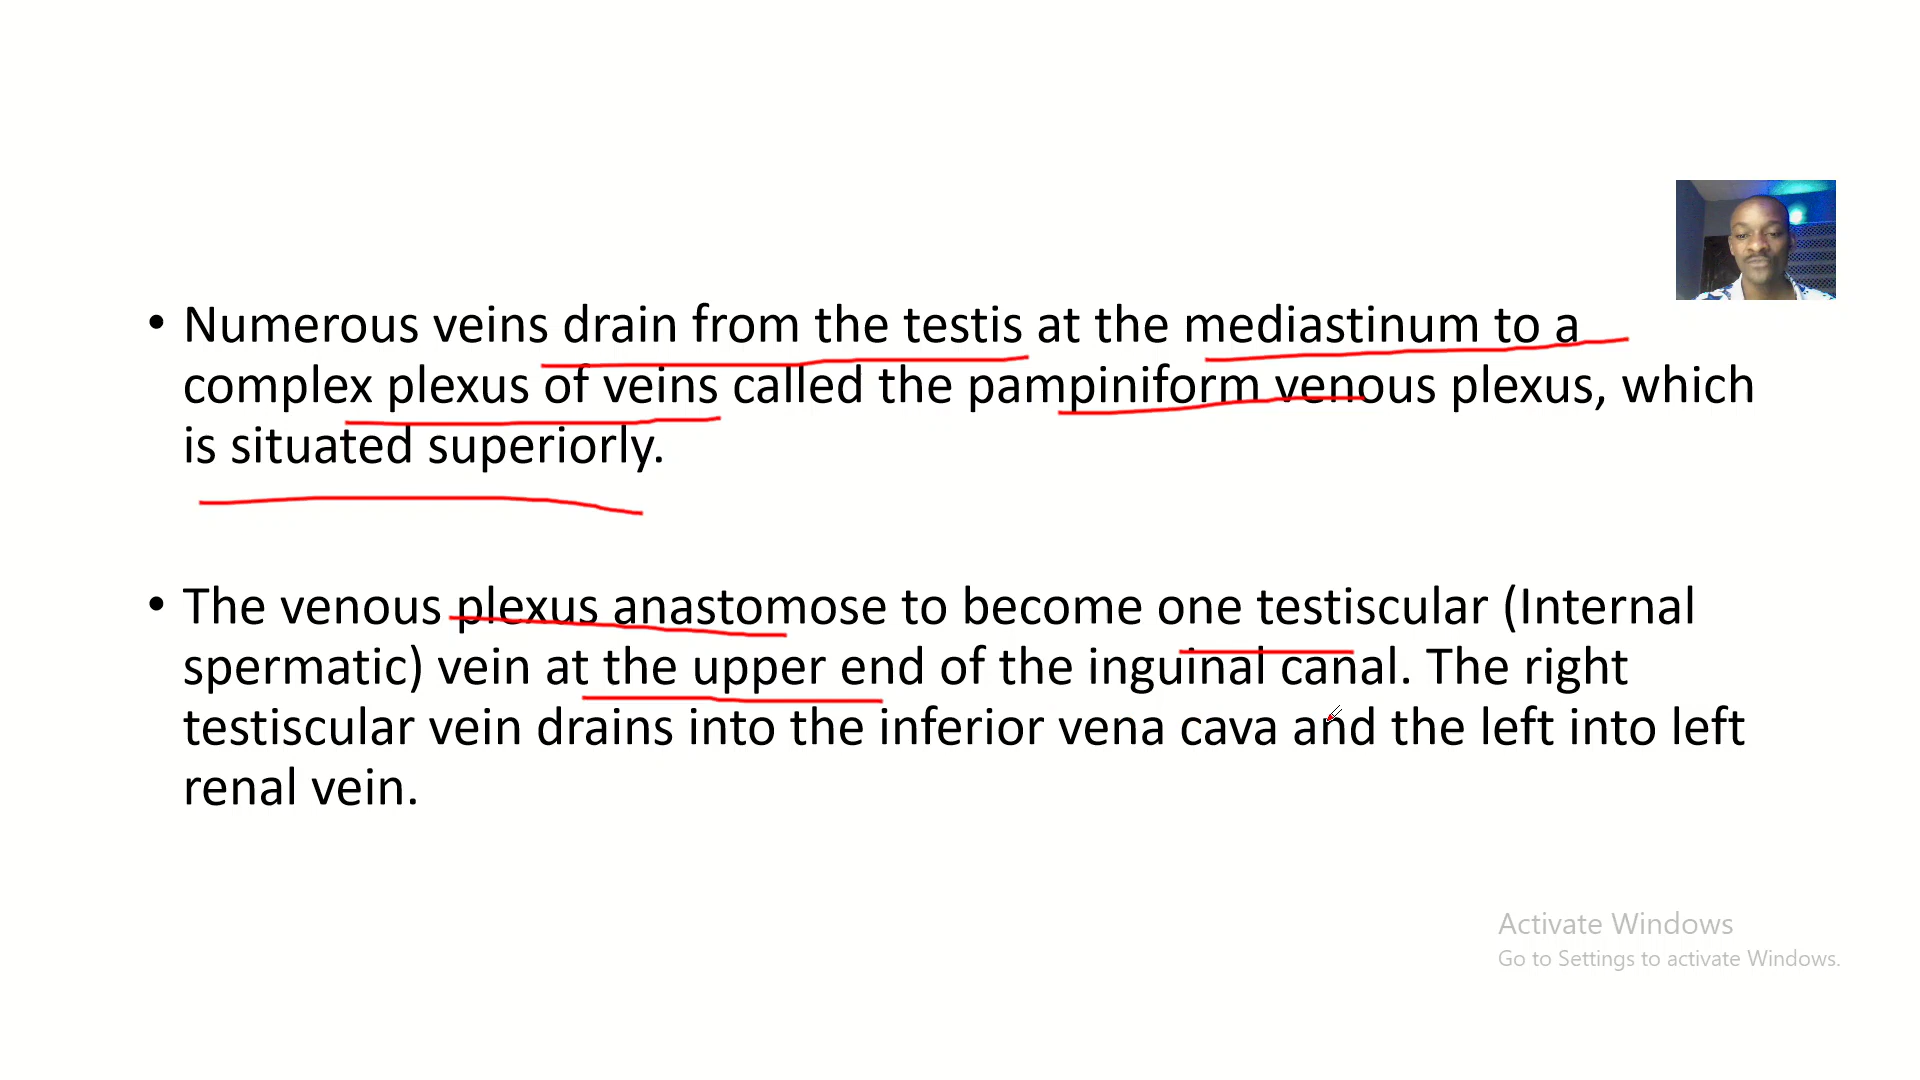 • Numerous veins drain from the testis at the mediastinum to a
complex plexus of veins called the pampiniform venous plexus, which
is situated superiorly.
• The venous plexus anastomose to become one testiscular (Internal
spermatic) vein at the upper end of the inguinal canal. The right
testiscular vein drains into the inferior vena cava and the left into left
renal vein.
Activate Windows
Go to Settings to activate Windows.